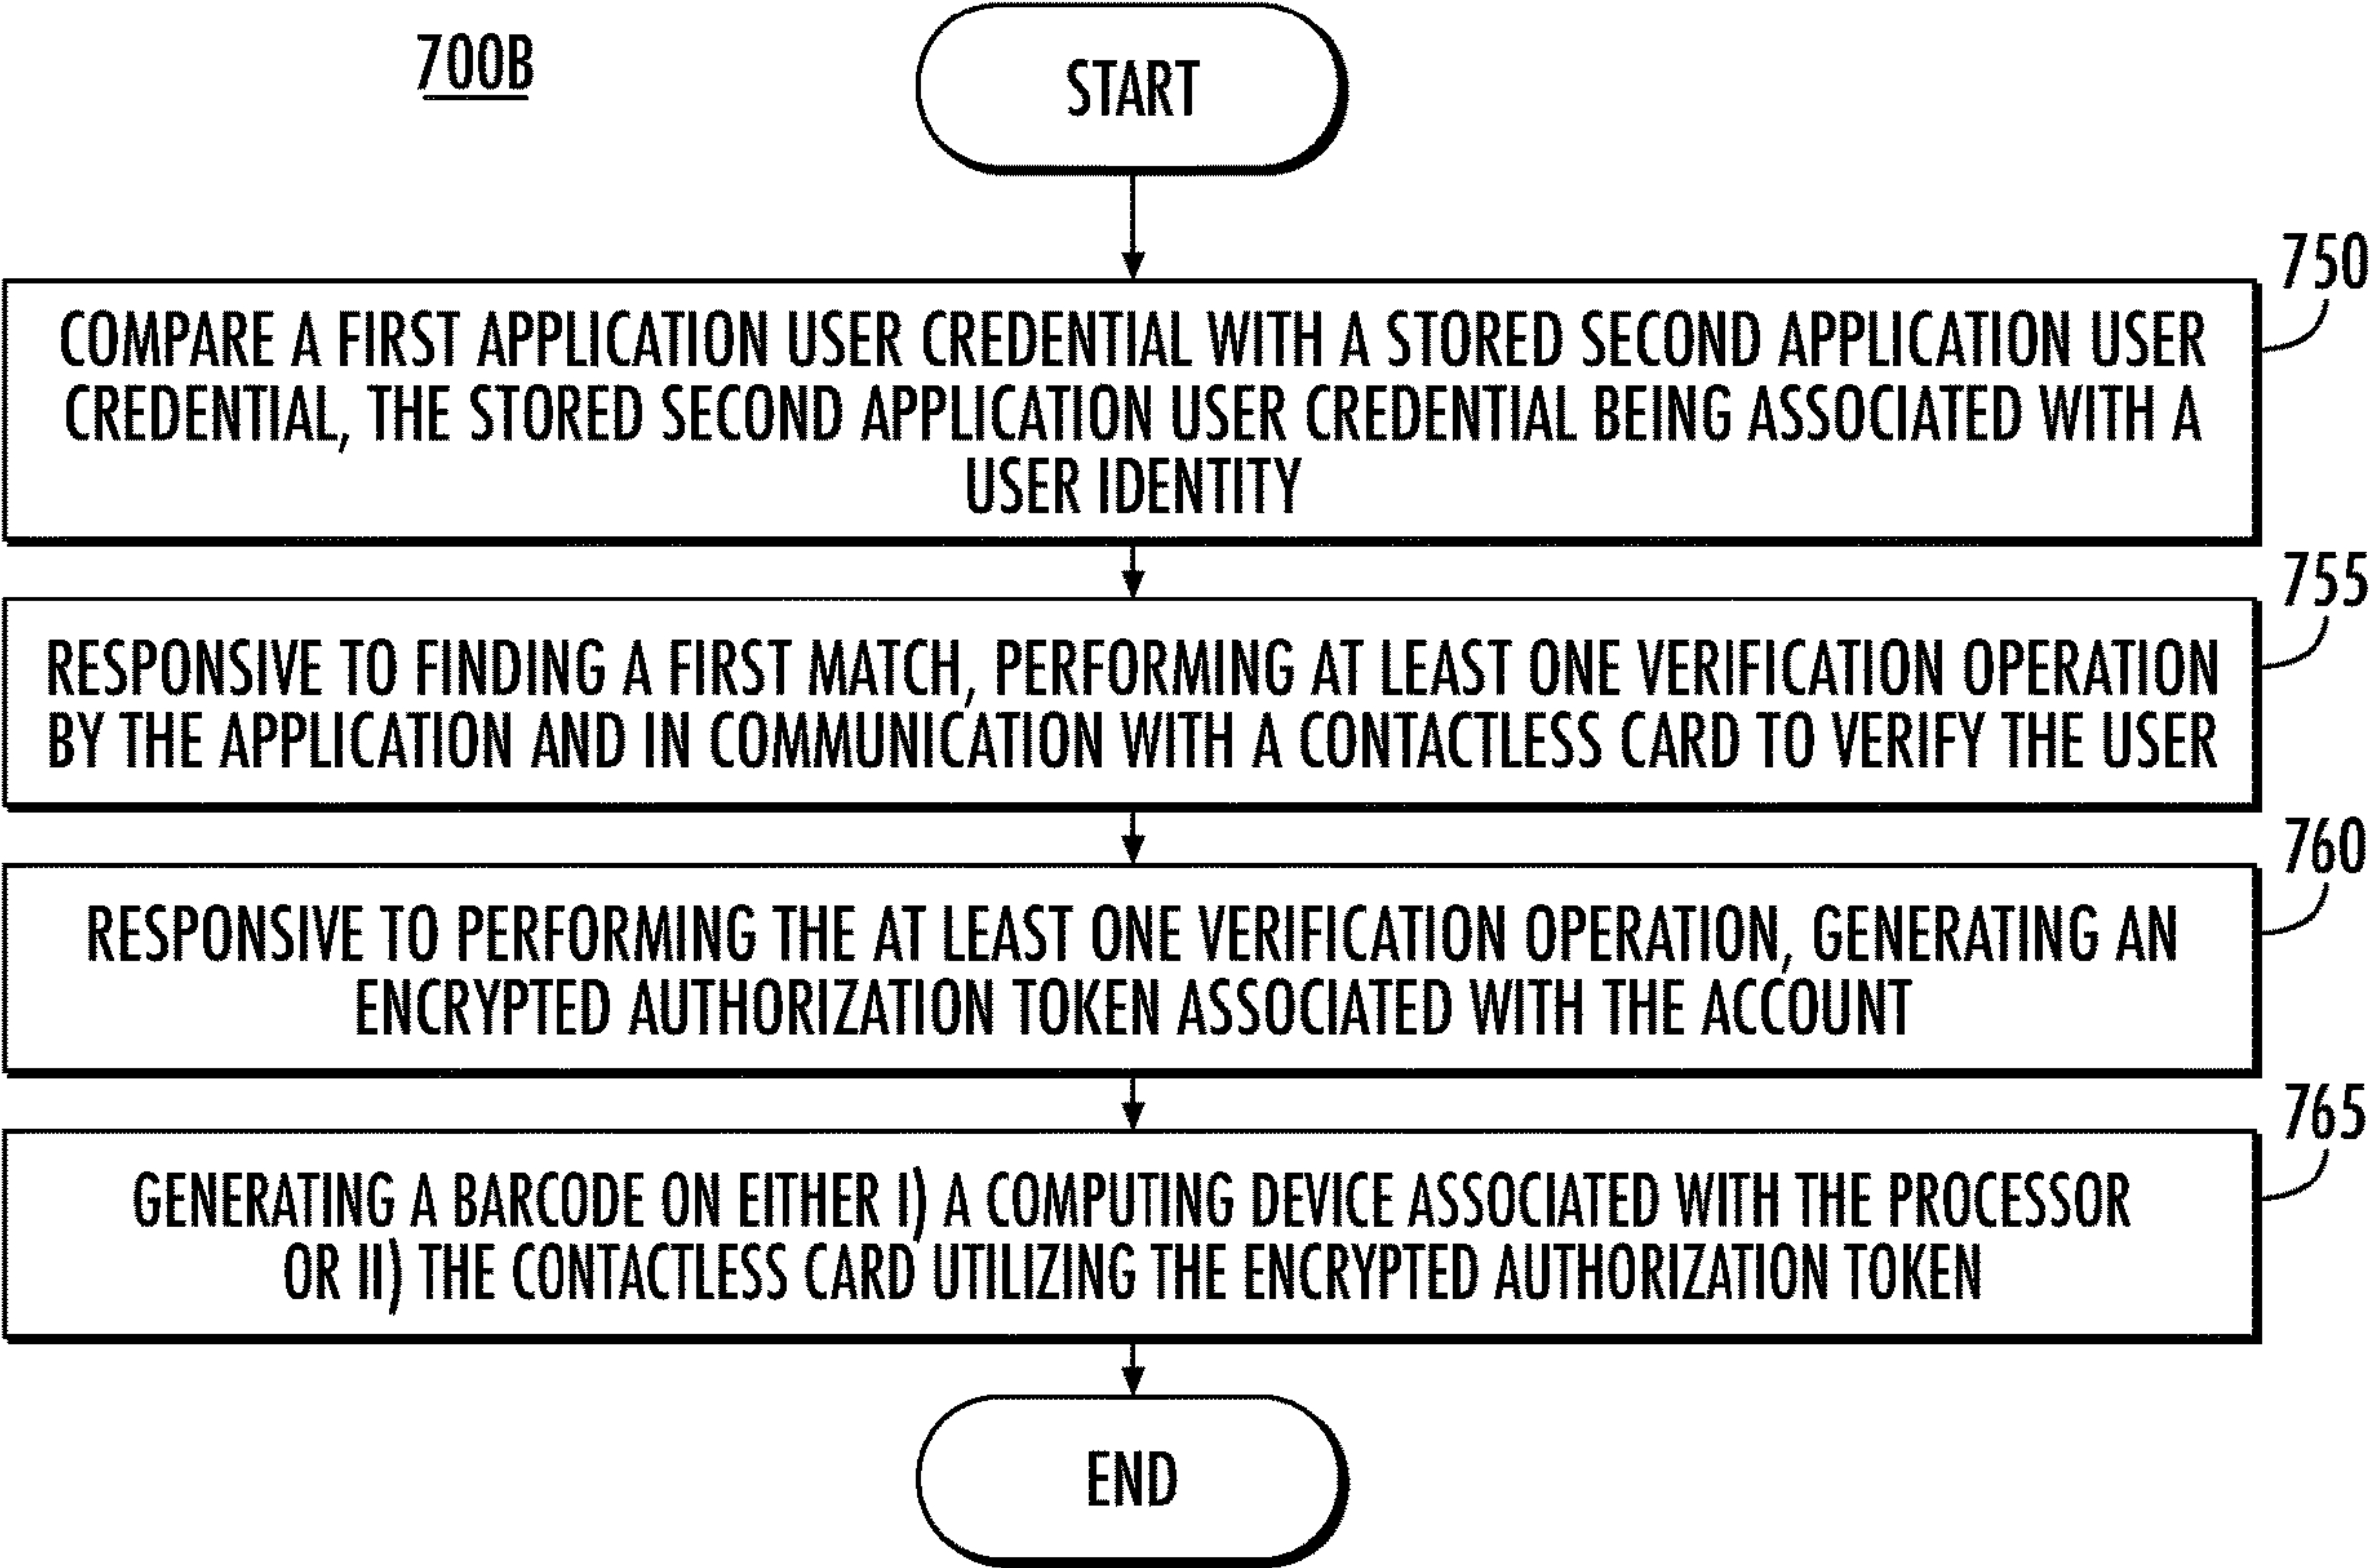 700B
START
750
COMPARE A FIRST APPLICATION USER CREDENTIAL WITH A STORED SECOND APPLICATION USER
CREDENTIAL, THE STORED SECOND APPLICATION USER CREDENTIAL BEING ASSOCIATED WITH A
USER IDENTITY
755
RESPONSIVE TO FINDING A FIRST MATCH, PERFORMING AT LEAST ONE VERIFICATION OPERATION
BY THE APPLICATION AND IN COMMUNICATION WITH A CONTACTLESS CARD TO VERIFY THE USER
760
RESPONSIVE TO PERFORMING THE AT LEAST ONE VERIFICATION OPERATION, GENERATING AN
ENCRYPTED AUTHORIZATION TOKEN ASSOCIATED WITH THE ACCOUNT
765
GENERATING A BARCODE ON EITHER I) A COMPUTING DEVICE ASSOCIATED WITH THE PROCESSOR
OR II) THE CONTACTLESS CARD UTILIZING THE ENCRYPTED AUTHORIZATION TOKEN
END